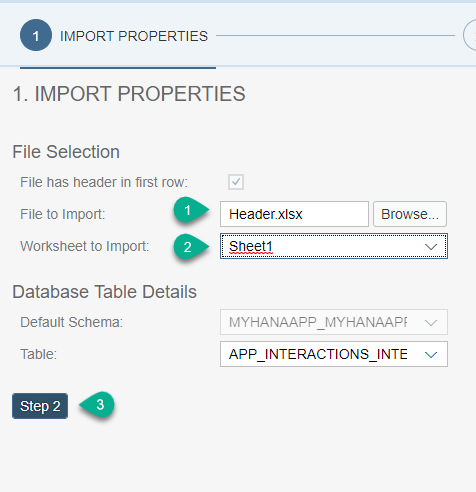 1 IMPORT PROPERTIES
1. IMPORT PROPERTIES
File Selection
File has header in first row:
File to Import: 1 Header.xlsx Browse...
Worksheet to Import: 2 Sheet1
Database Table Details
Default Schema: MYHANAAPP_MYHANAAPF
Table: APP_INTERACTIONS_INTE
Step 2 3